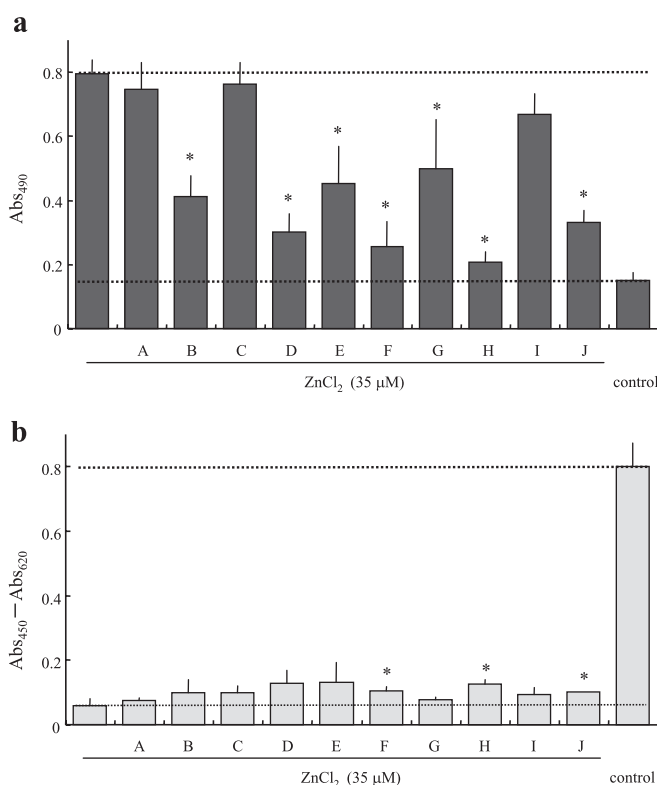 a
Abs490
0.8
0.6
0.4
0.2
0
* * * * * * *
A B C D E F G H I J
ZnCl2 (35 μM) control
b
Abs450 — Abs620
0.8
0.6
0.4
0.2
0
* * *
A B C D E F G H I J
ZnCl2 (35 μM) control